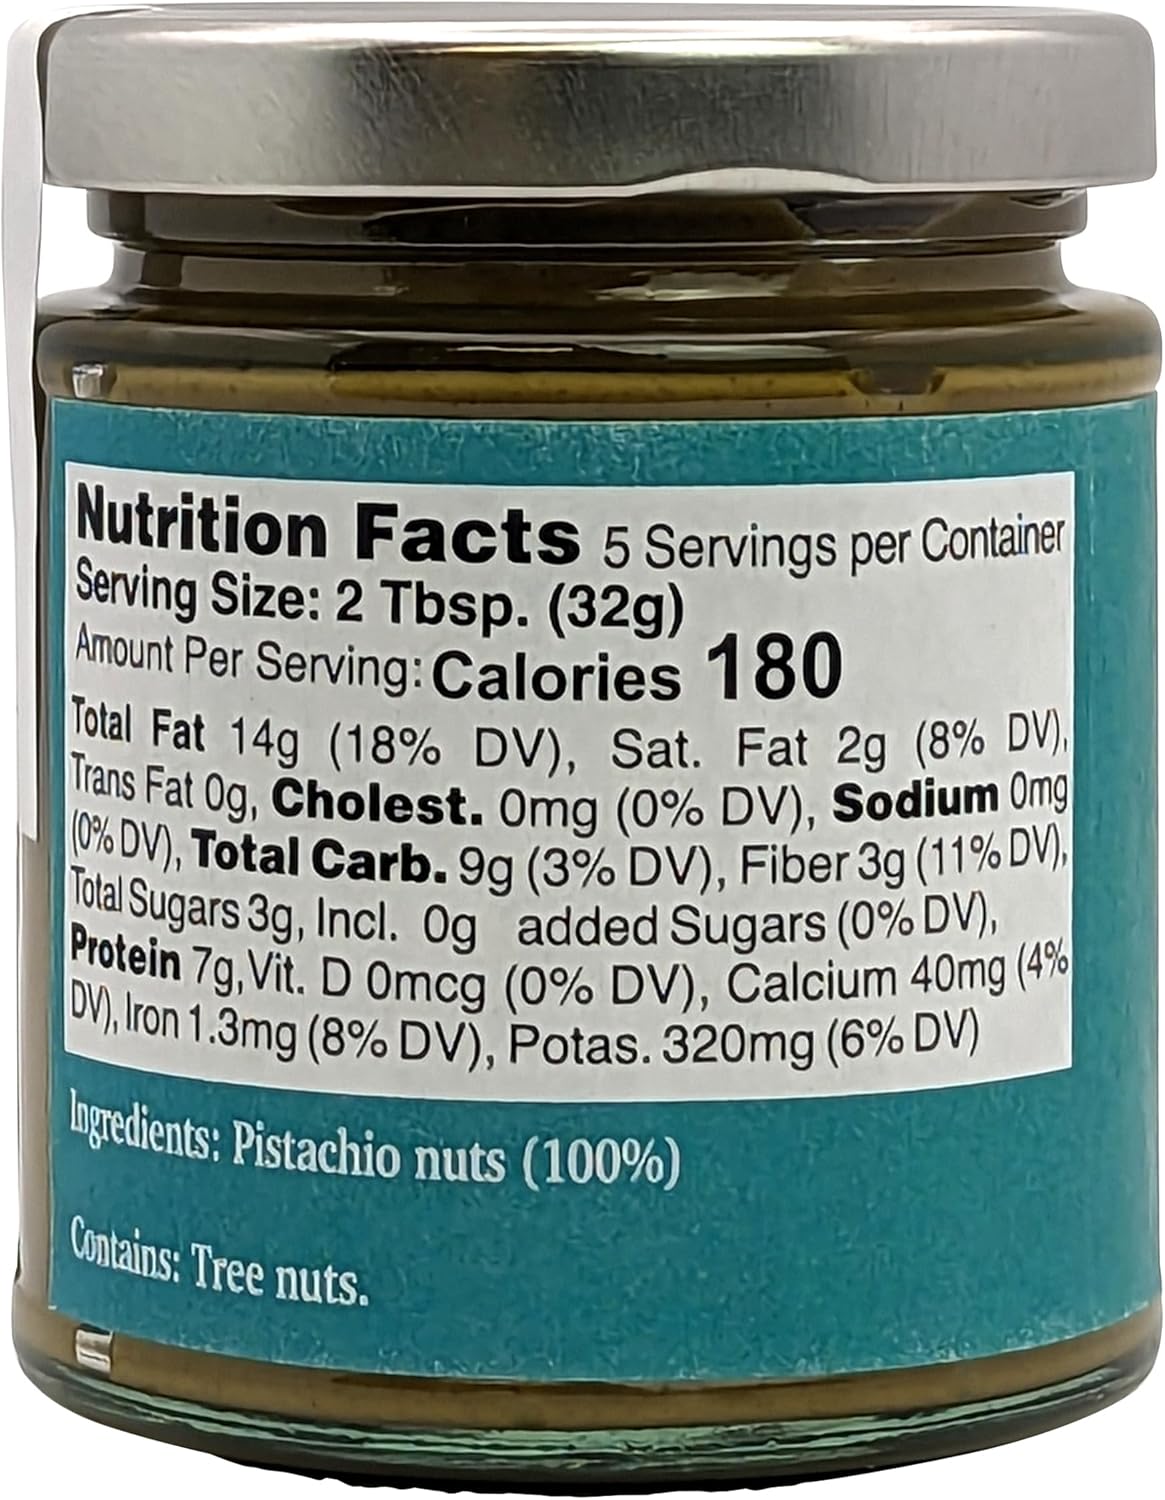 Nutrition Facts 5 Servings per Container
Serving Size: 2 Tbsp. (32g)
Amount Per Serving: Calories 180
Total Fat 14g (18% DV), Sat. Fat 2g (8% DV),
Trans Fat 0g, Cholest. 0mg (0% DV), Sodium 0mg
(0% DV), Total Carb. 9g (3% DV), Fiber 3g (11% DV),
Total Sugars 3g, Incl. 0g added Sugars (0% DV),
Protein 7g, Vit. D 0mcg (0% DV), Calcium 40mg (4%
DV), Iron 1.3mg (8% DV), Potas. 320mg (6% DV)
Ingredients: Pistachio nuts (100%)
Contains: Tree nuts.